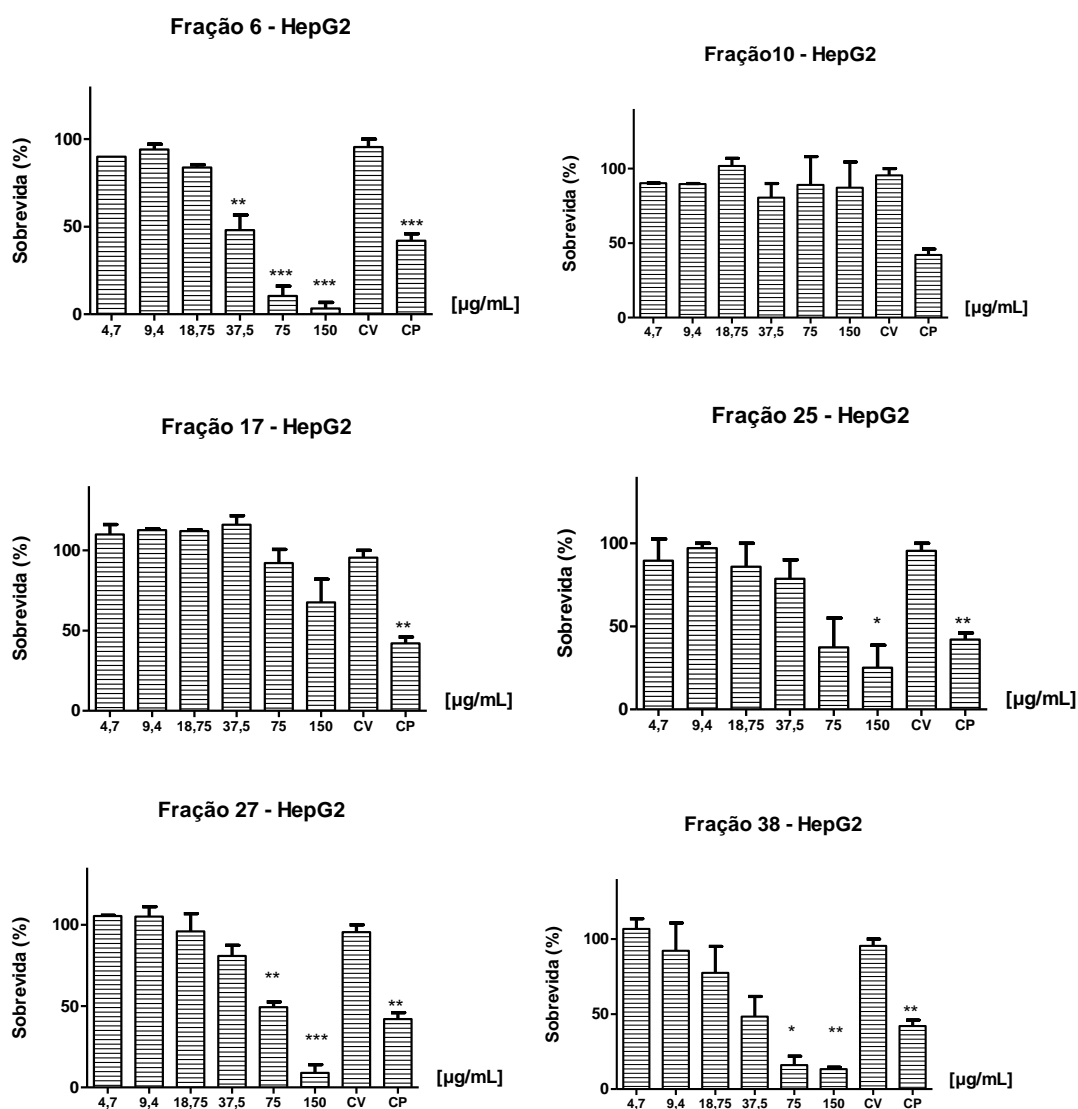 Fração 6 - HepG2
Sobrevida (%)
100
50
0
**
***
***
***
4,7 9,4 18,75 37,5 75 150 CV CP
[µg/mL]
Fração10 - HepG2
Sobrevida (%)
100
50
0
4,7 9,4 18,75 37,5 75 150 CV CP
[µg/mL]
Fração 17 - HepG2
Sobrevida (%)
100
50
0
**
4,7 9,4 18,75 37,5 75 150 CV CP
[µg/mL]
Fração 25 - HepG2
Sobrevida (%)
100
50
0
*
**
4,7 9,4 18,75 37,5 75 150 CV CP
[µg/mL]
Fração 27 - HepG2
Sobrevida (%)
100
50
0
**
***
**
4,7 9,4 18,75 37,5 75 150 CV CP
[µg/mL]
Fração 38 - HepG2
Sobrevida (%)
100
50
0
*
**
**
4,7 9,4 18,75 37,5 75 150 CV CP
[µg/mL]